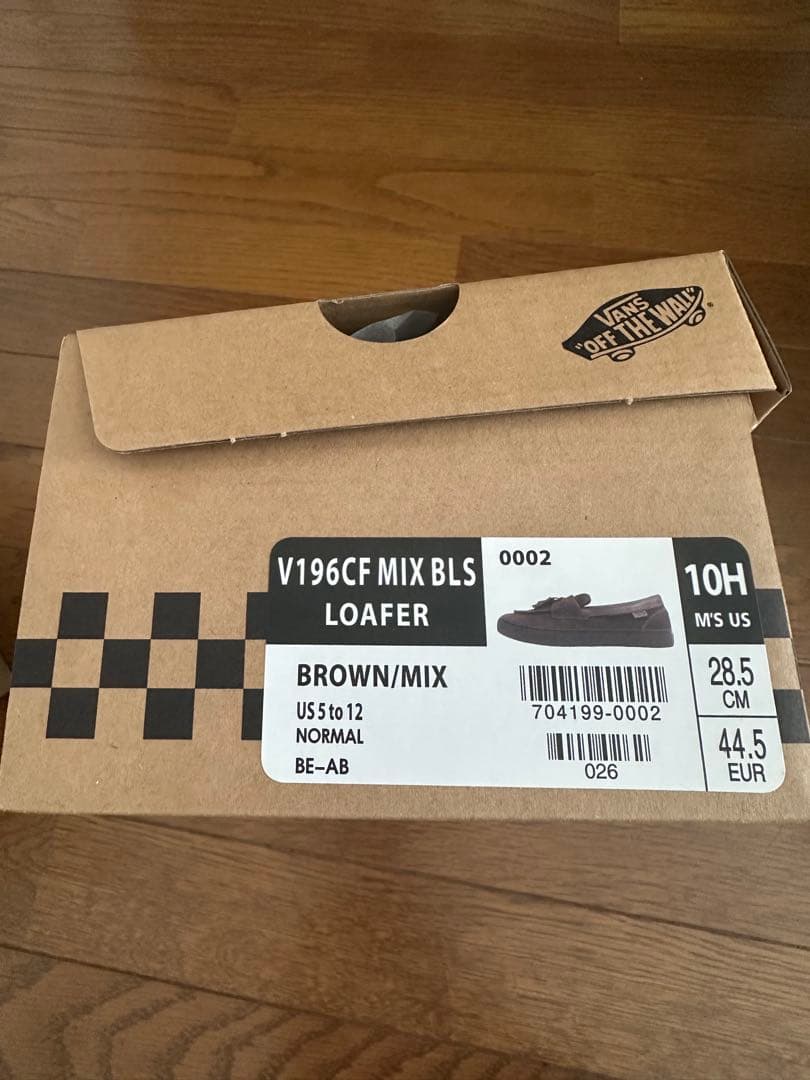 VANS
"OFF THE WALL"
V196CF MIX BLS
LOAFER
0002
10H
M'S US
BROWN/MIX
US 5 to 12
NORMAL
BE-AB
704199-0002
026
28.5
CM
44.5
EUR